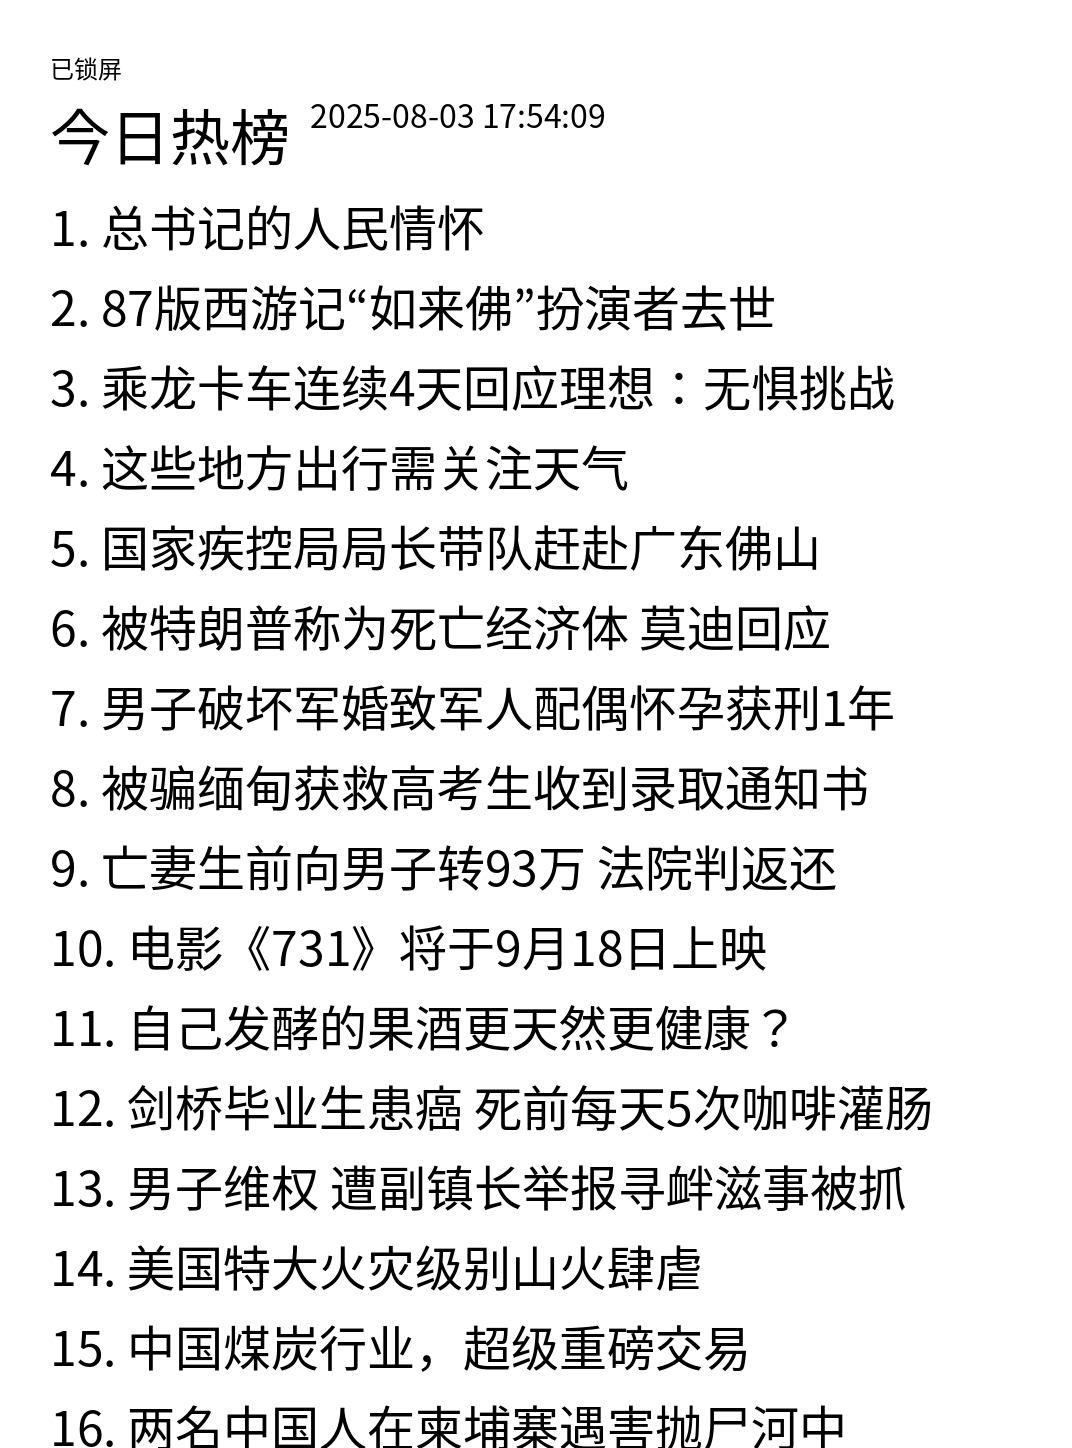 已锁屏
今日热榜 2025-08-03 17:54:09
1. 总书记的人民情怀
2. 87版西游记“如来佛”扮演者去世
3. 乘龙卡车连续4天回应理想：无惧挑战
4. 这些地方出行需关注天气
5. 国家疾控局局长带队赶赴广东佛山
6. 被特朗普称为死亡经济体 莫迪回应
7. 男子破坏军婚致军人配偶怀孕获刑1年
8. 被骗缅甸获救高考生收到录取通知书
9. 亡妻生前向男子转93万 法院判返还
10. 电影《731》将于9月18日上映
11. 自己发酵的果酒更天然更健康？
12. 剑桥毕业生患癌 死前每天5次咖啡灌肠
13. 男子维权 遭副镇长举报寻衅滋事被抓
14. 美国特大火灾级别山火肆虐
15. 中国煤炭行业，超级重磅交易
16. 两名中国人在柬埔寨遇害抛尸河中